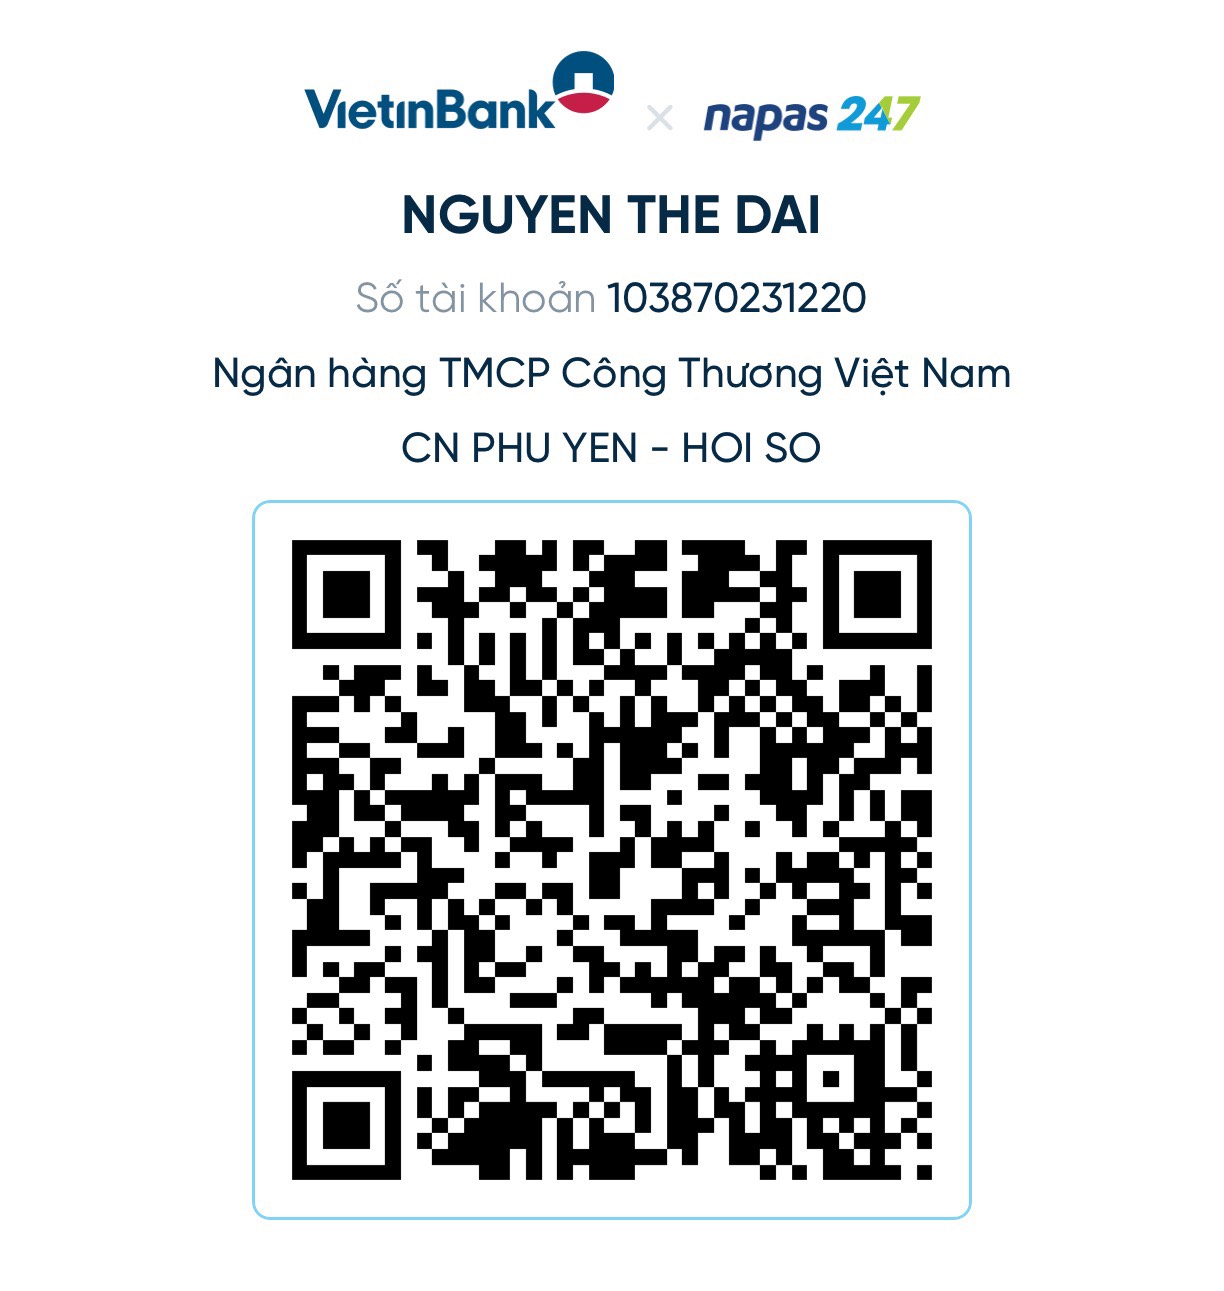 VietinBank × napas 247
NGUYEN THE DAI
Số tài khoản 103870231220
Ngân hàng TMCP Công Thương Việt Nam
CN PHU YEN - HOI SO